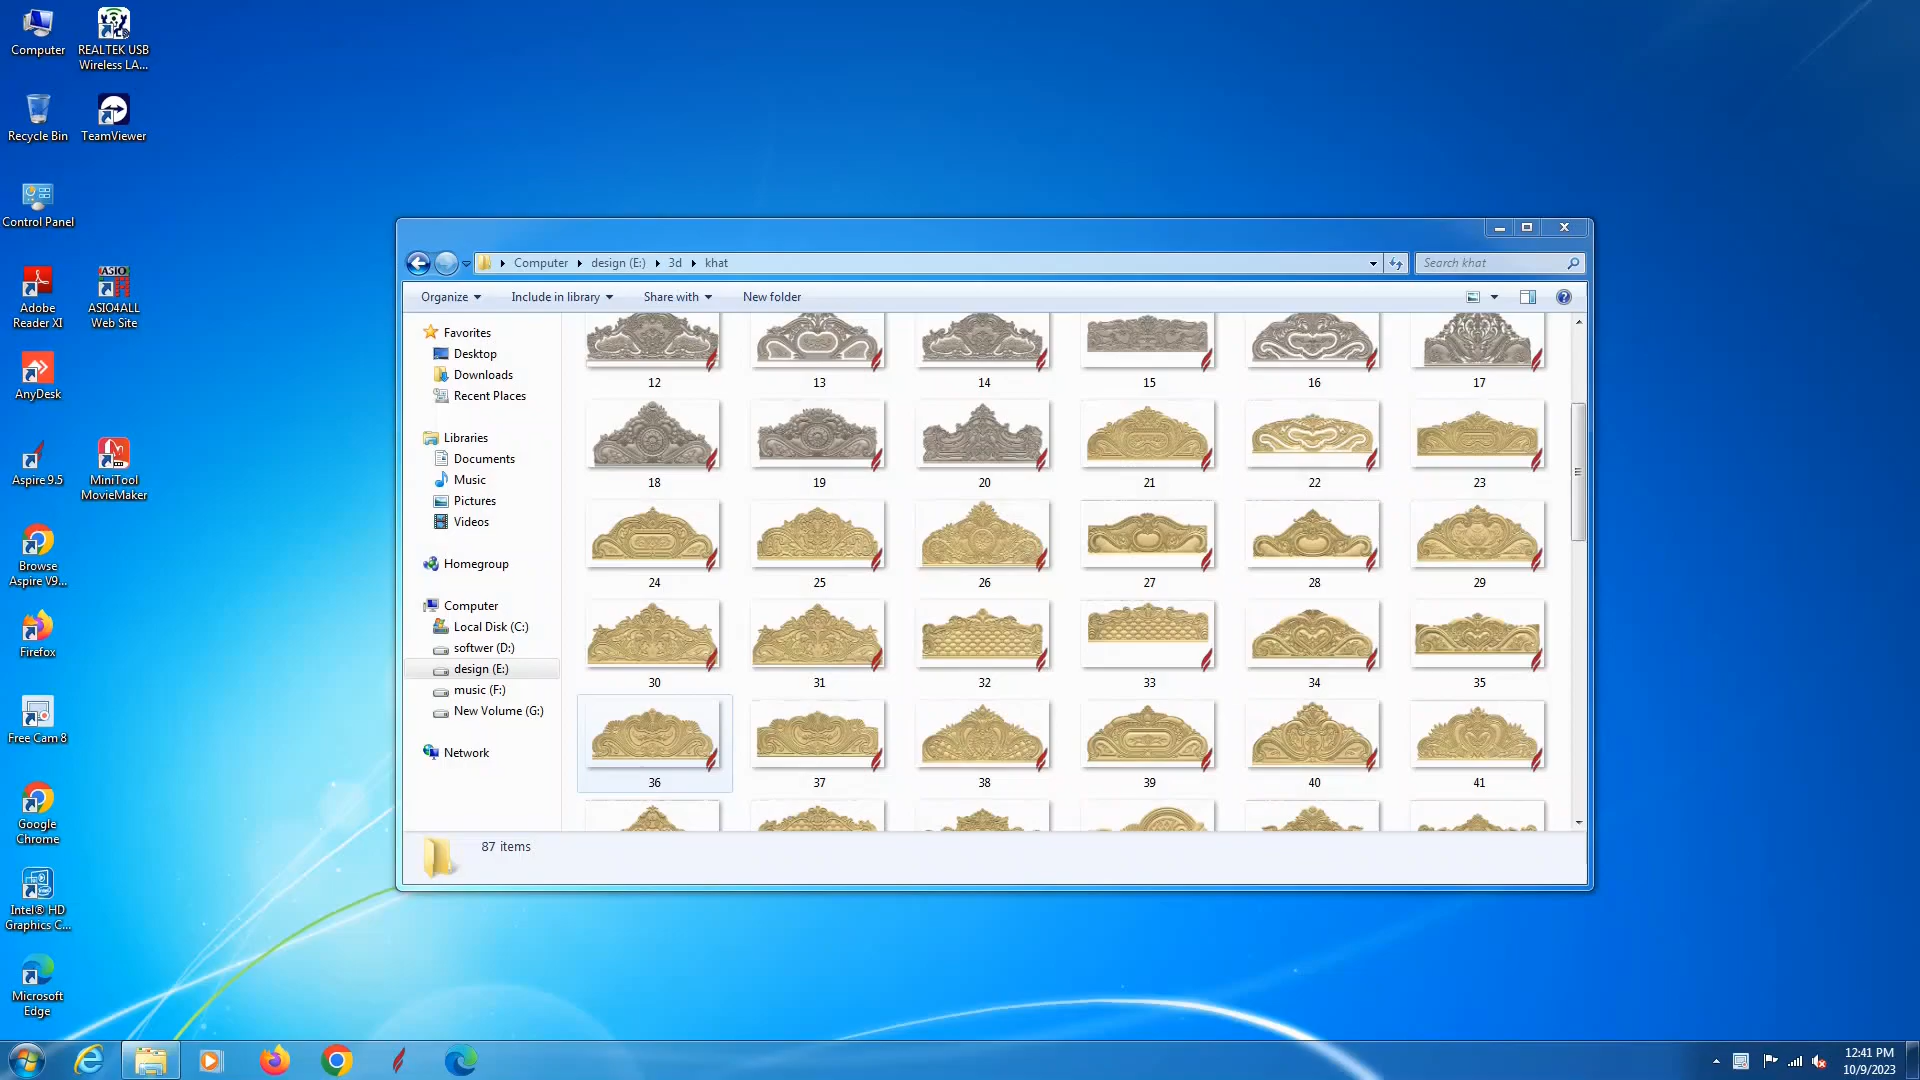 Computer
REALTEK USB
Wireless LA...
Recycle Bin
TeamViewer
Control Panel
Adobe
Reader XI
ASIO
ASIO4ALL
Web Site
AnyDesk
Aspire 9.5
MiniTool
MovieMaker
Browse
Aspire V9...
Firefox
Free Cam 8
Google
Chrome
Intel® HD
Graphics C...
Microsoft
Edge
Computer
design (E:)
3d
khat
Search khat
Organize
Include in library
Share with
New folder
Favorites
Desktop
Downloads
Recent Places
Libraries
Documents
Music
Pictures
Videos
Homegroup
Computer
Local Disk (C:)
softwer (D:)
design (E:)
music (F:)
New Volume (G:)
Network
12 13 14 15 16 17
18 19 20 21 22 23
24 25 26 27 28 29
30 31 32 33 34 35
36 37 38 39 40 41
87 items
12:41 PM
10/9/2023